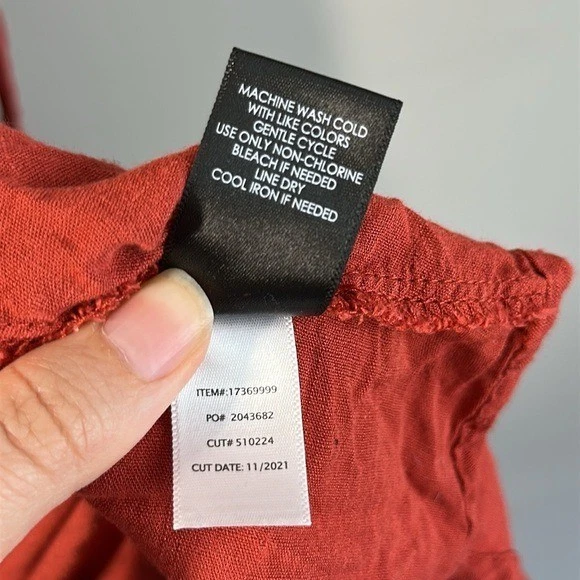 MACHINE WASH COLD
WITH LIKE COLORS
GENTLE CYCLE
USE ONLY NON-CHLORINE
BLEACH IF NEEDED
LINE DRY
COOL IRON IF NEEDED
ITEM#:17369999
PO# 2043682
CUT# 510224
CUT DATE: 11/2021